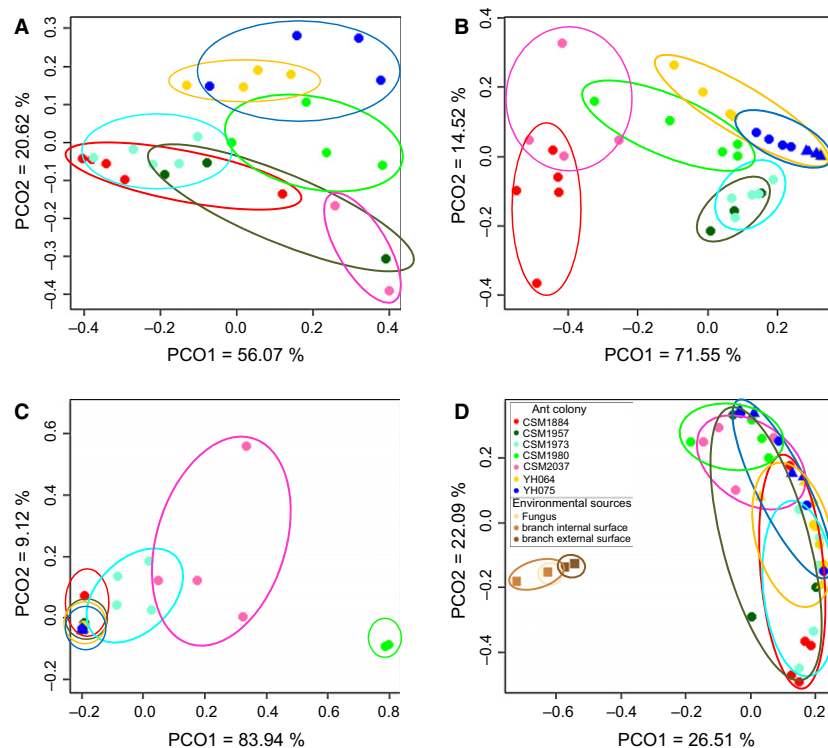 A
0.3
0.2
0.1
0.0
−0.1
−0.2
−0.3
−0.4
PCO2 = 20.62 %
−0.4
−0.2
0.0
0.2
0.4
PCO1 = 56.07 %
B
0.4
0.2
0.0
−0.2
−0.4
PCO2 = 14.52 %
−0.4
−0.2
0.0
0.2
PCO1 = 71.55 %
C
0.6
0.4
0.2
0.0
−0.2
PCO2 = 9.12 %
−0.2
0.0
0.2
0.4
0.6
0.8
PCO1 = 83.94 %
D
Ant colony
CSM1884
CSM1957
CSM1973
CSM1980
CSM2037
YH064
YH075
Environmental sources
Fungus
branch internal surface
branch external surface
0.2
0.0
−0.2
−0.4
PCO2 = 22.09 %
−0.6
−0.4
−0.2
0.0
0.2
PCO1 = 26.51 %